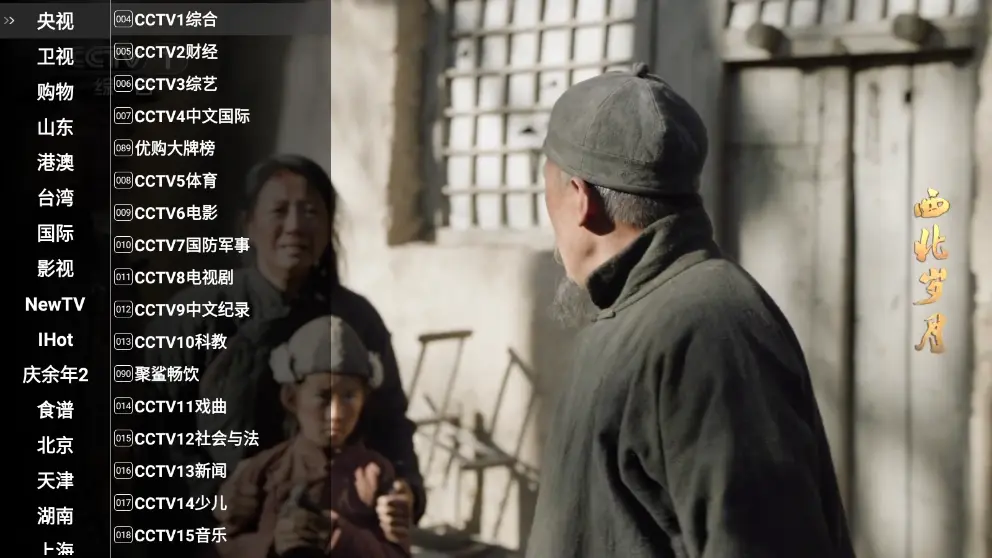 央视
卫视
购物
山东
港澳
台湾
国际
影视
NewTV
IHot
庆余年2
食谱
北京
天津
湖南
上海
004 CCTV1综合
005 CCTV2财经
006 CCTV3综艺
007 CCTV4中文国际
089 优购大牌榜
008 CCTV5体育
009 CCTV6电影
010 CCTV7国防军事
011 CCTV8电视剧
012 CCTV9中文纪录
013 CCTV10科教
090 聚鲨畅饮
014 CCTV11戏曲
015 CCTV12社会与法
016 CCTV13新闻
017 CCTV14少儿
018 CCTV15音乐
西北岁月